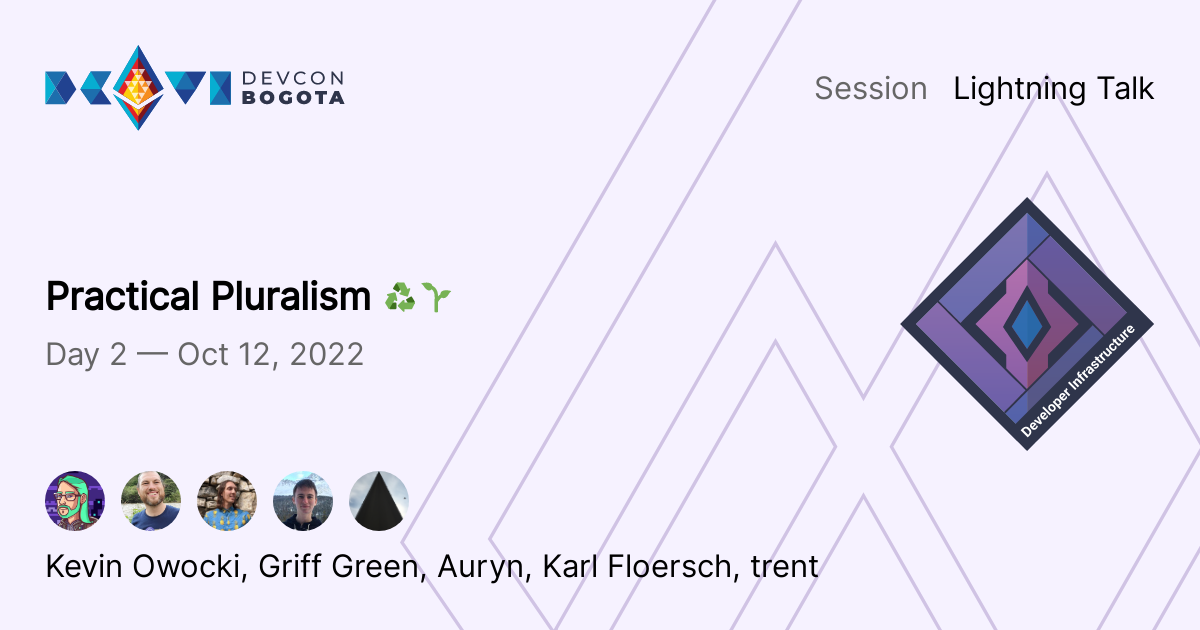 DEVCON
BOGOTA
Session Lightning Talk
Practical Pluralism ♻️🌱
Day 2 — Oct 12, 2022
Developer Infrastructure
Kevin Owocki, Griff Green, Auryn, Karl Floersch, trent